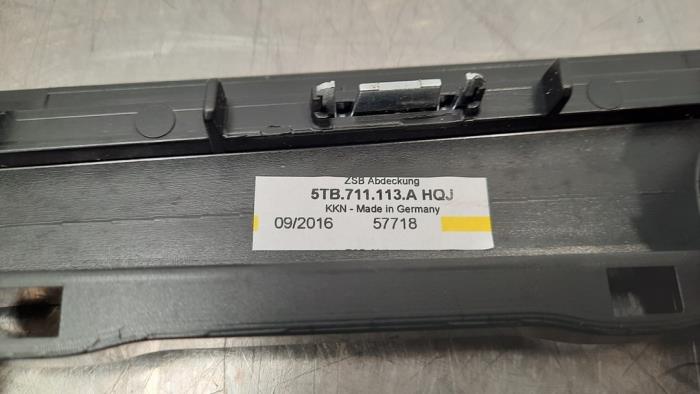 ZSB Abdeckung
5TB.711.113.A HQJ
KKN - Made in Germany
09/2016 57718